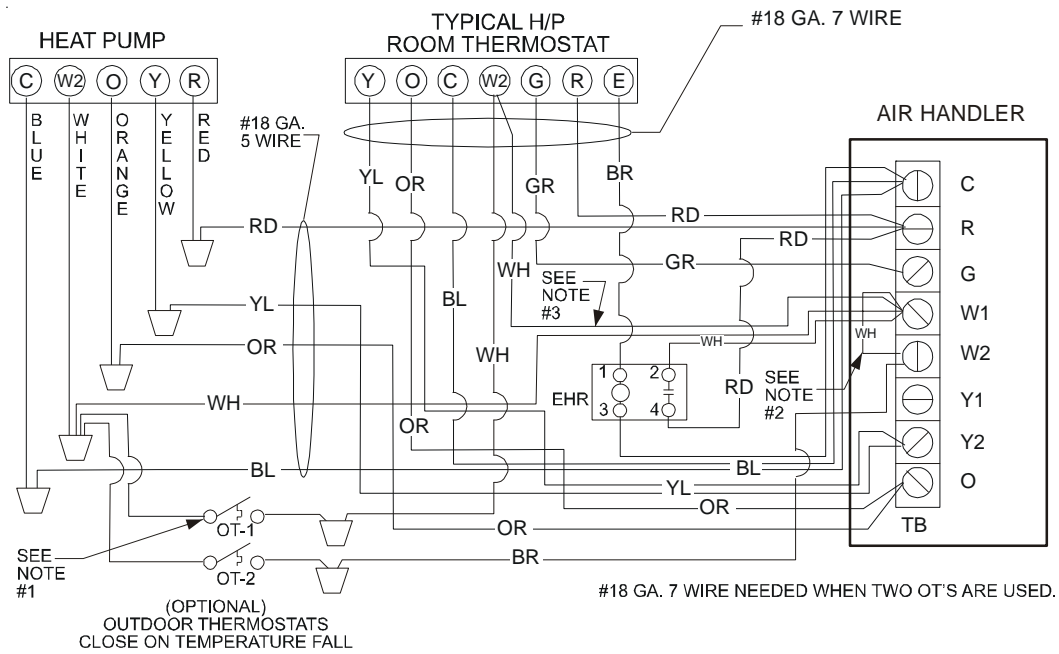 #18 GA. 7 WIRE
TYPICAL H/P
ROOM THERMOSTAT
HEAT PUMP
C W2 O Y R
Y O C W2 G R E
BLUE
WHITE
ORANGE
YELLOW
RED
#18 GA.
5 WIRE
AIR HANDLER
YL
OR
GR
BR
C
RD
RD
RD
R
GR
G
WH
SEE
NOTE
#3
BL
YL
W1
WH
WH
OR
WH
W2
1 2
EHR
3 4
RD
SEE
NOTE
#2
WH
Y1
OR
Y2
BL
BL
YL
O
OR
OT-1
OR
TB
SEE
NOTE
#1
BR
OT-2
#18 GA. 7 WIRE NEEDED WHEN TWO OT'S ARE USED.
(OPTIONAL)
OUTDOOR THERMOSTATS
CLOSE ON TEMPERATURE FALL